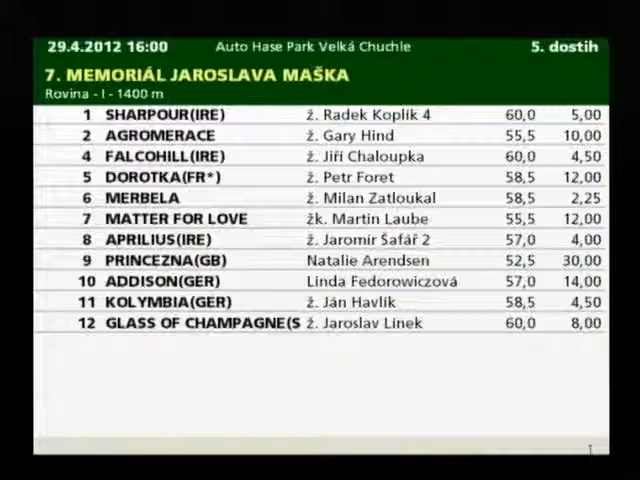 29.4.2012 16:00 Auto Hase Park Velká Chuchle 5. dostih
7. MEMORIÁL JAROSLAVA MAŠKA
Rovina - I - 1400 m
1 SHARPOUR(IRE) ž. Radek Koplík 4 60,0 5,00
2 AGROMERACE ž. Gary Hind 55,5 10,00
4 FALCOHILL(IRE) ž. Jiří Chaloupka 60,0 4,50
5 DOROTKA(FR*) ž. Petr Foret 58,5 12,00
6 MERBELA ž. Milan Zatloukal 58,5 2,25
7 MATTER FOR LOVE žk. Martin Laube 55,5 12,00
8 APRILIUS(IRE) ž. Jaromír Šafář 2 57,0 4,00
9 PRINCEZNA(GB) Natalie Arendsen 52,5 30,00
10 ADDISON(GER) Linda Fedorowiczová 57,0 14,00
11 KOLYMBIA(GER) ž. Ján Havlík 58,5 4,50
12 GLASS OF CHAMPAGNE(S ž. Jaroslav Línek 60,0 8,00